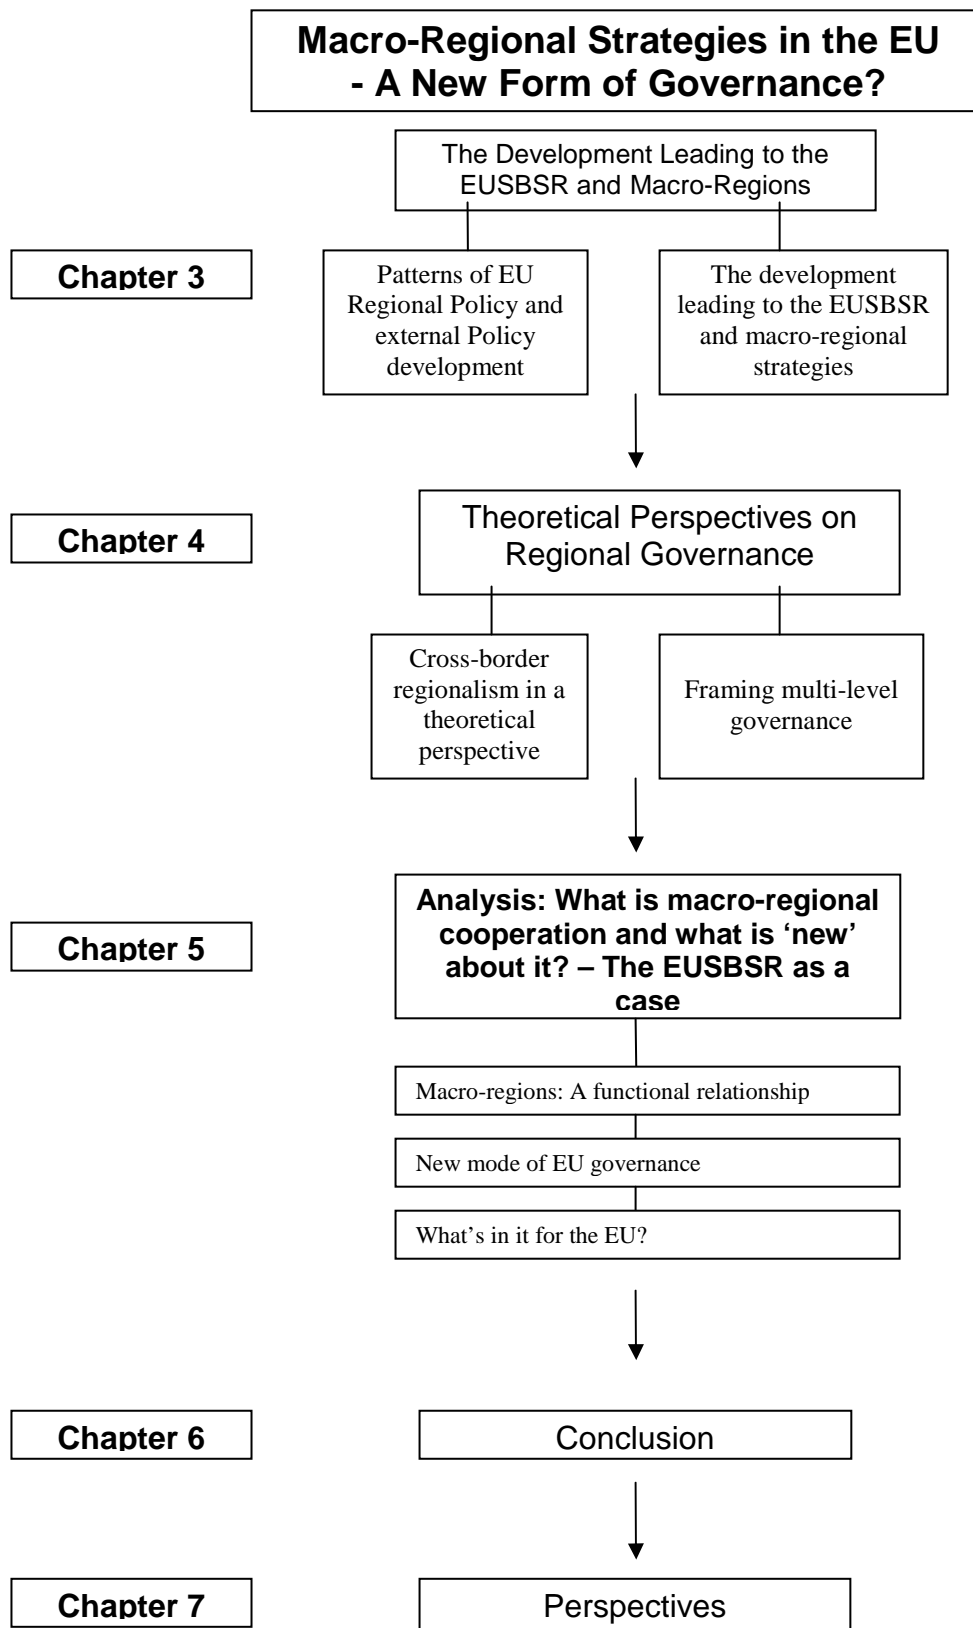 Macro-Regional Strategies in the EU
- A New Form of Governance?
The Development Leading to the
EUSBSR and Macro-Regions
Chapter 3
Patterns of EU
Regional Policy and
external Policy
development
The development
leading to the EUSBSR
and macro-regional
strategies
Chapter 4
Theoretical Perspectives on
Regional Governance
Cross-border
regionalism in a
theoretical
perspective
Framing multi-level
governance
Chapter 5
Analysis: What is macro-regional
cooperation and what is ‘new’
about it? – The EUSBSR as a
case
Macro-regions: A functional relationship
New mode of EU governance
What’s in it for the EU?
Chapter 6
Conclusion
Chapter 7
Perspectives